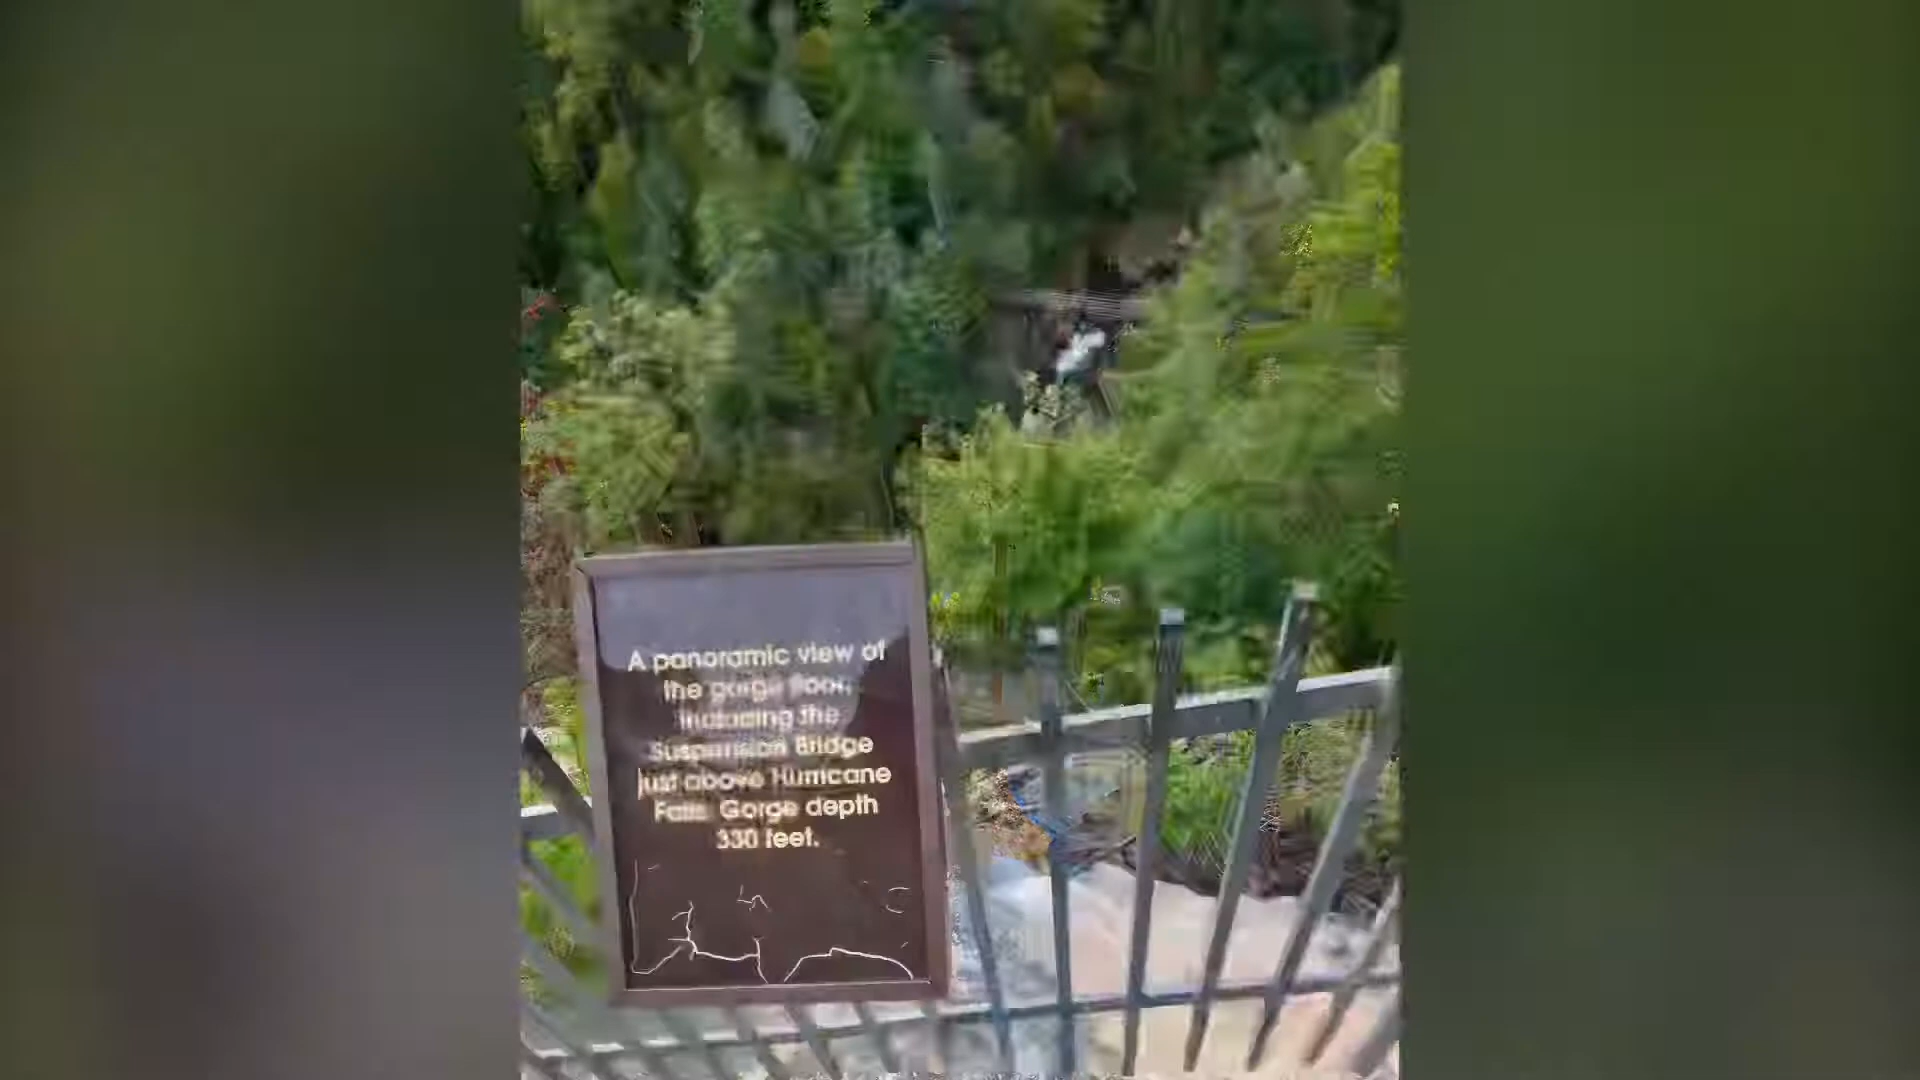 A panoramic view of
the gorge floor,
including the
Suspension Bridge
just above Hurricane
Falls. Gorge depth
330 feet.